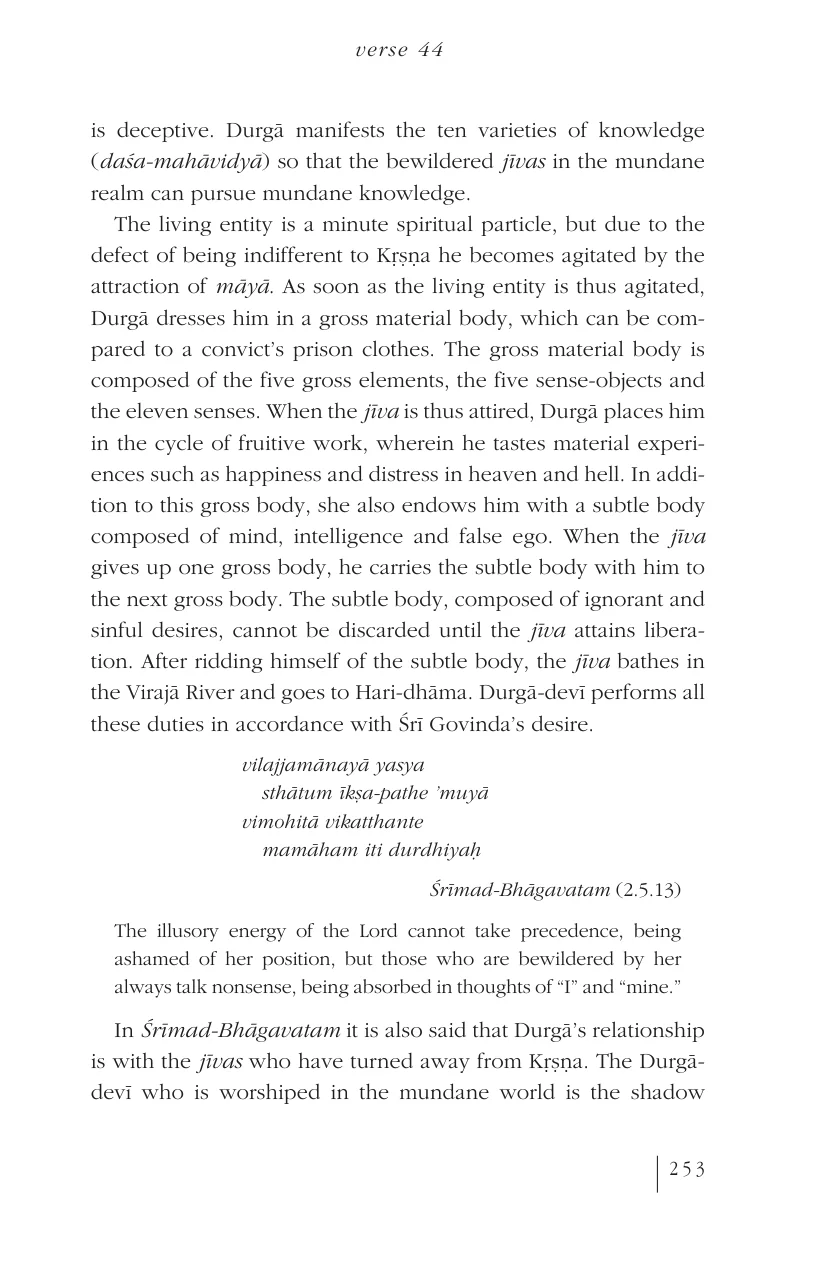 verse 44
is deceptive. Durgā manifests the ten varieties of knowledge
(daśa-mahāvidyā) so that the bewildered jīvas in the mundane
realm can pursue mundane knowledge.
The living entity is a minute spiritual particle, but due to the
defect of being indifferent to Kṛṣṇa he becomes agitated by the
attraction of māyā. As soon as the living entity is thus agitated,
Durgā dresses him in a gross material body, which can be com-
pared to a convict’s prison clothes. The gross material body is
composed of the five gross elements, the five sense-objects and
the eleven senses. When the jīva is thus attired, Durgā places him
in the cycle of fruitive work, wherein he tastes material experi-
ences such as happiness and distress in heaven and hell. In addi-
tion to this gross body, she also endows him with a subtle body
composed of mind, intelligence and false ego. When the jīva
gives up one gross body, he carries the subtle body with him to
the next gross body. The subtle body, composed of ignorant and
sinful desires, cannot be discarded until the jīva attains libera-
tion. After ridding himself of the subtle body, the jīva bathes in
the Virajā River and goes to Hari-dhāma. Durgā-devī performs all
these duties in accordance with Śrī Govinda’s desire.
vilajjamānayā yasya
sthātum īkṣa-pathe ’muyā
vimohitā vikatthante
mamāham iti durdhiyaḥ
Śrīmad-Bhāgavatam (2.5.13)
The illusory energy of the Lord cannot take precedence, being
ashamed of her position, but those who are bewildered by her
always talk nonsense, being absorbed in thoughts of “I” and “mine.”
In Śrīmad-Bhāgavatam it is also said that Durgā’s relationship
is with the jīvas who have turned away from Kṛṣṇa. The Durgā-
devī who is worshiped in the mundane world is the shadow
253